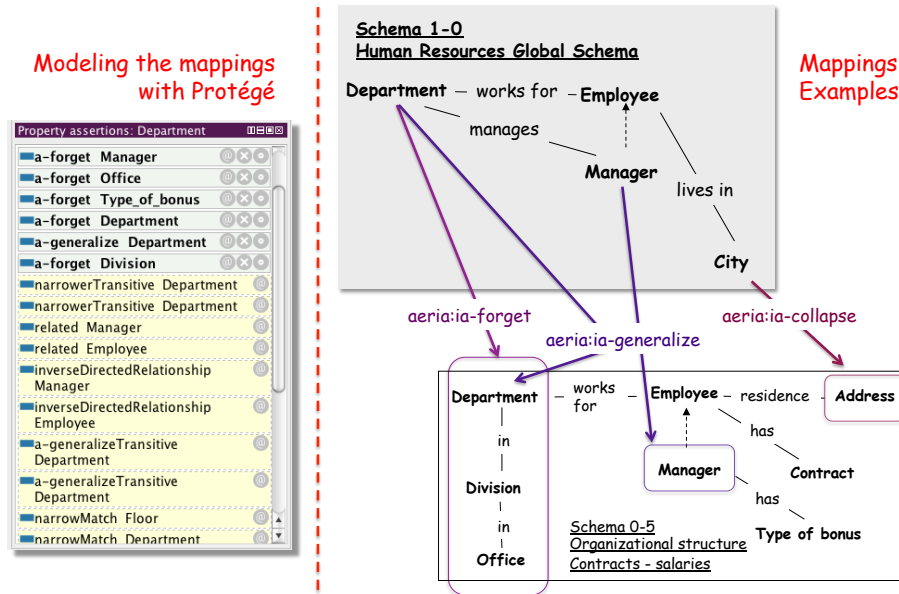 Modeling the mappings
with Protégé
Property assertions: Department
a-forget Manager
a-forget Office
a-forget Type_of_bonus
a-forget Department
a-generalize Department
a-forget Division
narrowerTransitive Department
narrowerTransitive Department
related Manager
related Employee
inverseDirectedRelationship
Manager
inverseDirectedRelationship
Employee
a-generalizeTransitive
Department
a-generalizeTransitive
Department
narrowMatch Floor
narrowMatch Department
Schema 1-0
Human Resources Global Schema
Mappings
Examples
Department – works for – Employee
manages
Manager
lives in
City
aeria:ia-forget
aeria:ia-generalize
aeria:ia-collapse
Department – works for – Employee – residence – Address
in
has
Division
Manager
Contract
has
in
Type of bonus
Office
Schema 0-5
Organizational structure
Contracts - salaries